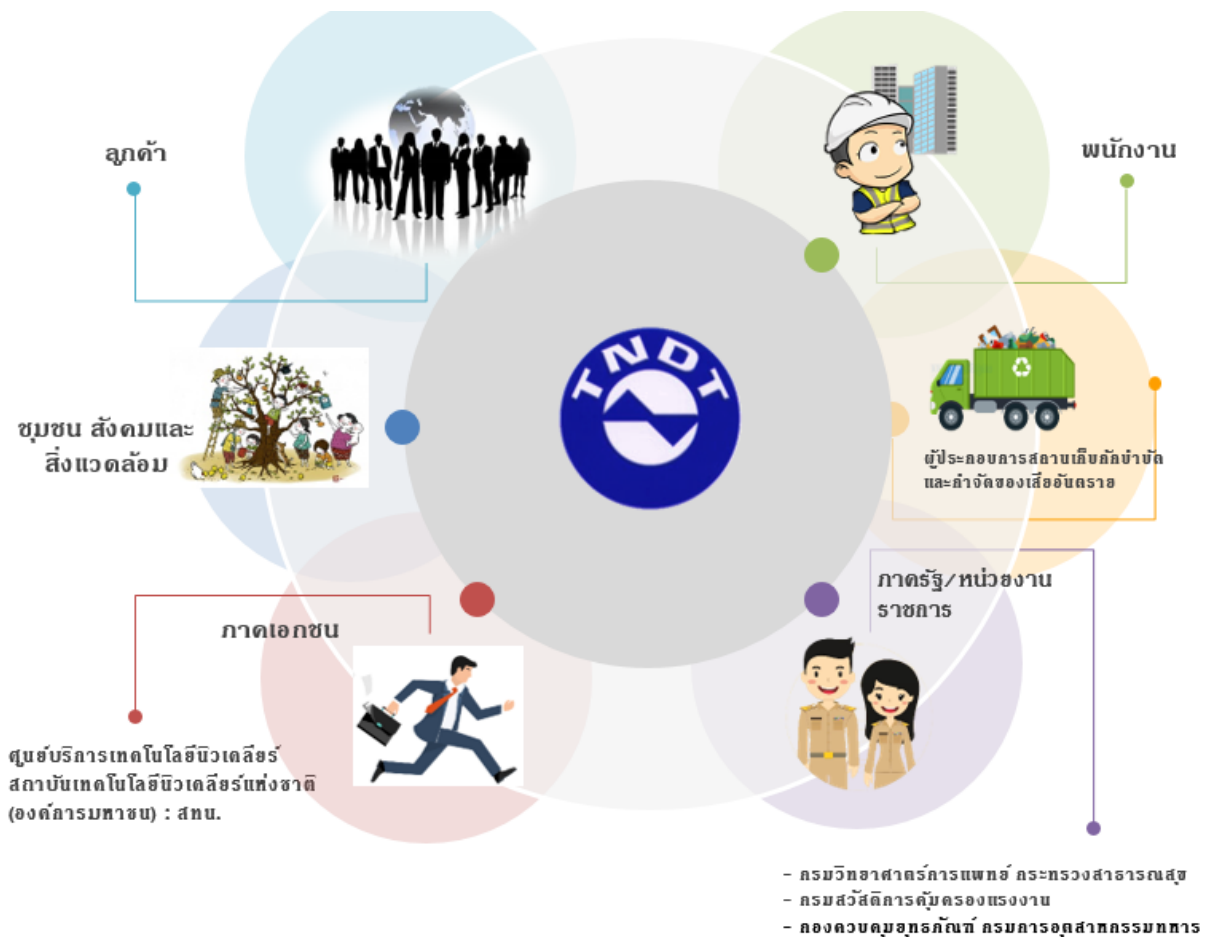 ลูกค้า
พนักงาน
TNDT
ชุมชน สังคมและ
สิ่งแวดล้อม
ผู้ประกอบการสถานเก็บกักบำบัด
และกำจัดของเสียอันตราย
ภาครัฐ/หน่วยงาน
ราชการ
ภาคเอกชน
ศูนย์บริการเทคโนโลยีนิวเคลียร์
สถาบันเทคโนโลยีนิวเคลียร์แห่งชาติ
(องค์การมหาชน) : สทน.
- กรมวิทยาศาตร์การแพทย์ กระทรวงสาธารณสุข
- กรมสวัสดิการคุ้มครองแรงงาน
- กองควบคุมยุทธภัณฑ์ กรมการอุตสาหกรรมทหาร